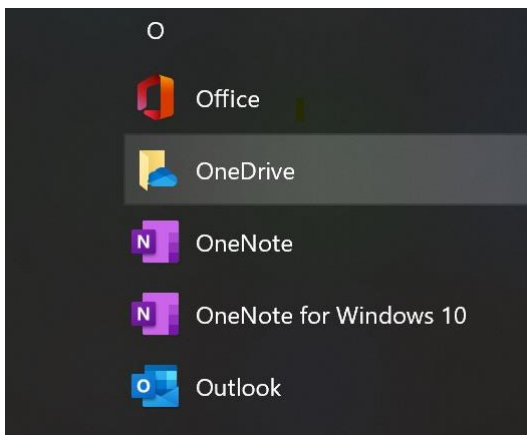 O
Office
OneDrive
N OneNote
N OneNote for Windows 10
O Outlook